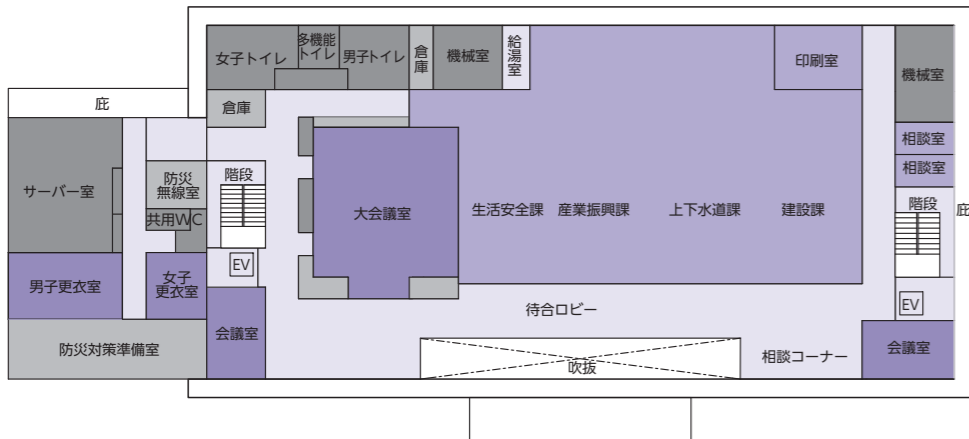 女子トイレ
多機能
トイレ
男子トイレ
倉庫
機械室
給湯室
印刷室
機械室
庇
倉庫
相談室
相談室
サーバー室
防災
無線室
階段
共用WC
大会議室
生活安全課
産業振興課
上下水道課
建設課
階段
庇
EV
男子更衣室
女子
更衣室
EV
待合ロビー
会議室
防災対策準備室
吹抜
相談コーナー
会議室